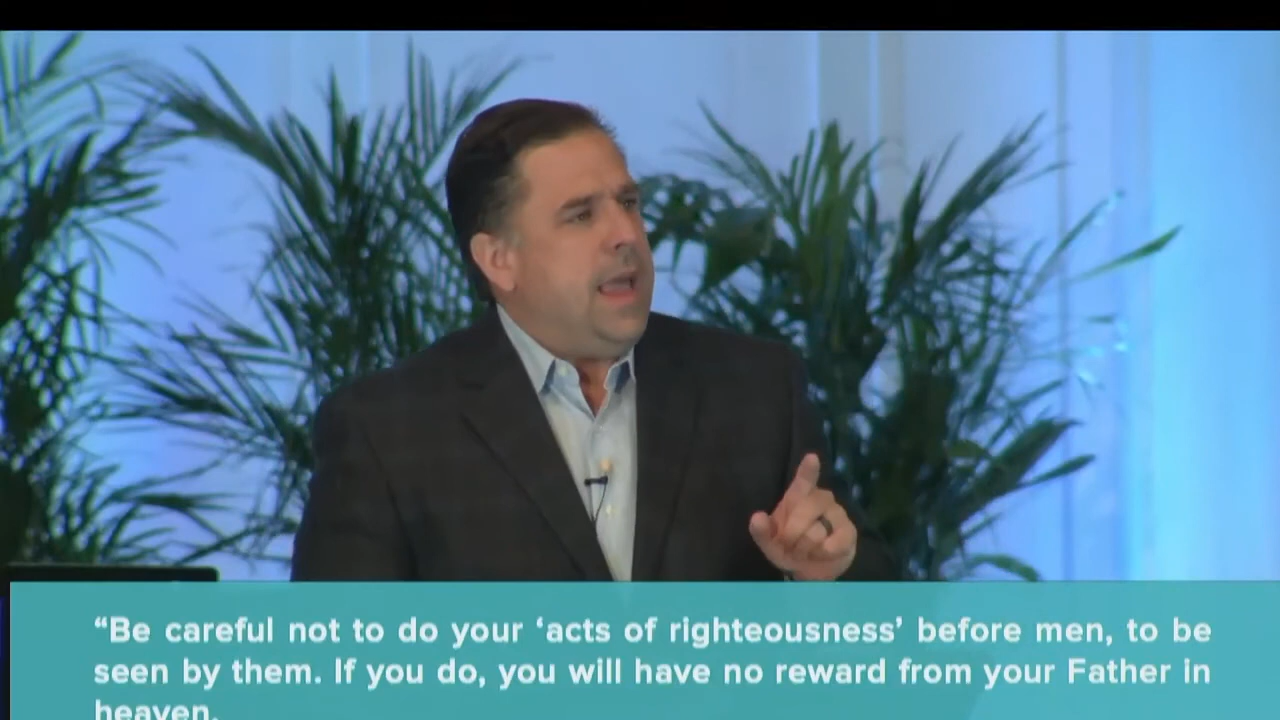 “Be careful not to do your ‘acts of righteousness’ before men, to be
seen by them. If you do, you will have no reward from your Father in
heaven.